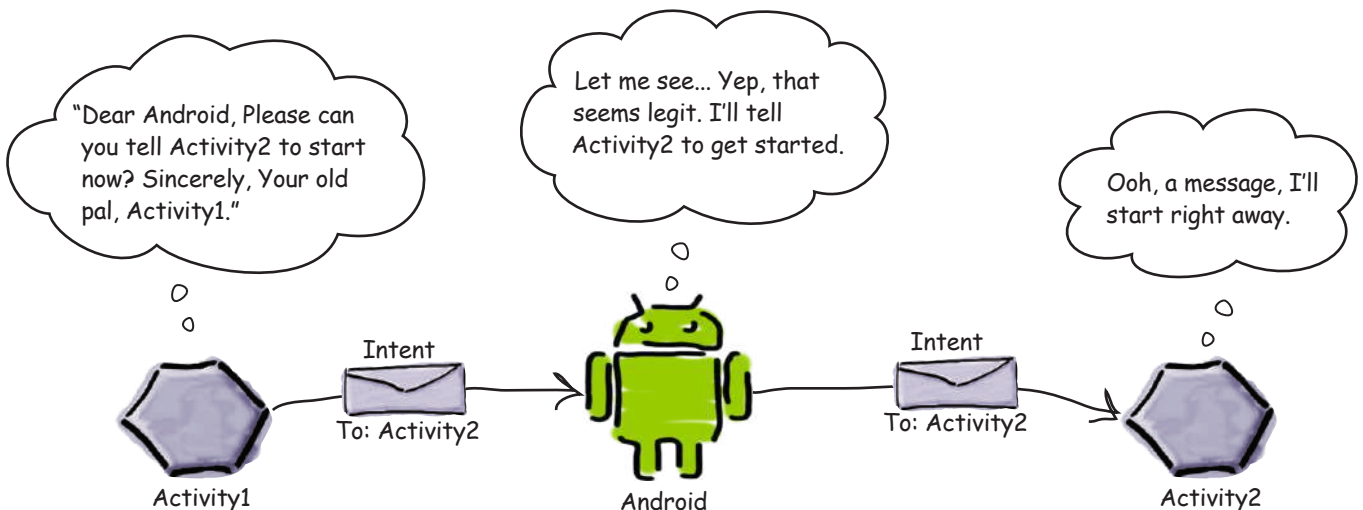 “Dear Android, Please can
you tell Activity2 to start
now? Sincerely, Your old
pal, Activity1.”
Let me see... Yep, that
seems legit. I’ll tell
Activity2 to get started.
Ooh, a message, I’ll
start right away.
Intent
To: Activity2
Intent
To: Activity2
Activity1
Android
Activity2